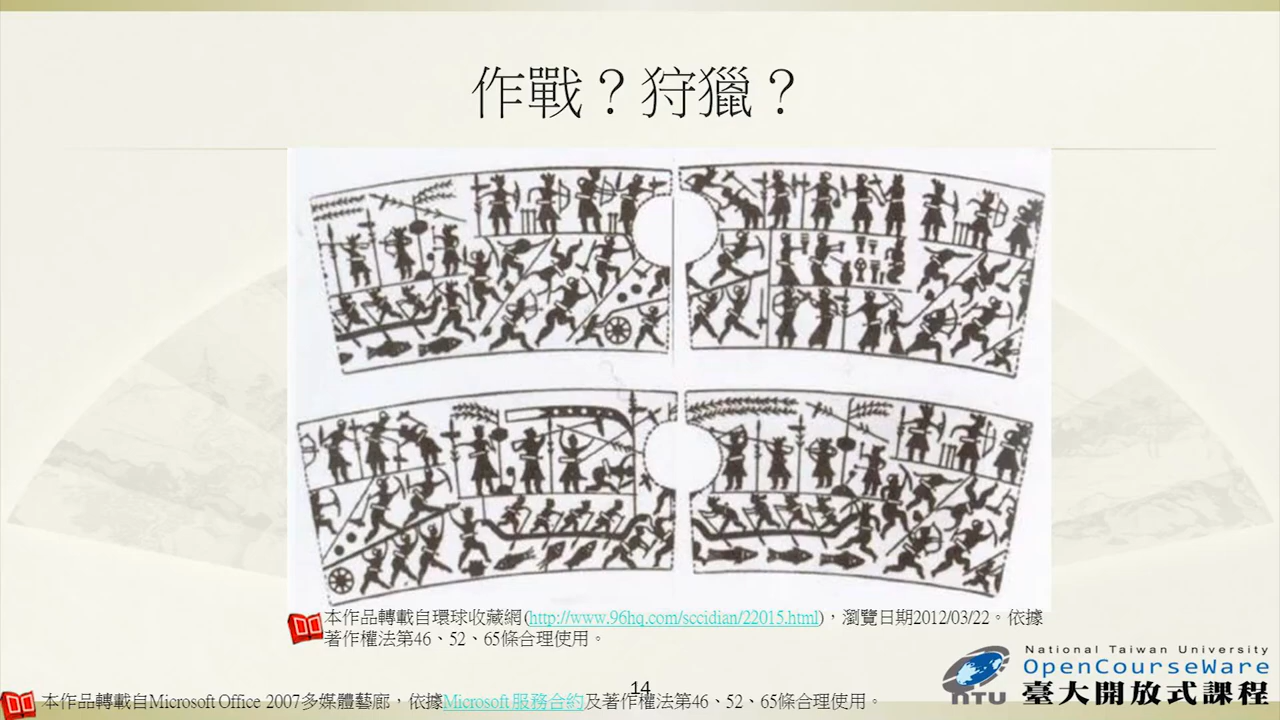 作戰？狩獵？
本作品轉載自環球收藏網(http://www.96hq.com/sccidian/22015.html)，瀏覽日期2012/03/22。依據
著作權法第46、52、65條合理使用。
14
本作品轉載自Microsoft Office 2007多媒體藝廊，依據Microsoft服務合約及著作權法第46、52、65條合理使用。
National Taiwan University
OpenCourseWare
NTU
臺大開放式課程